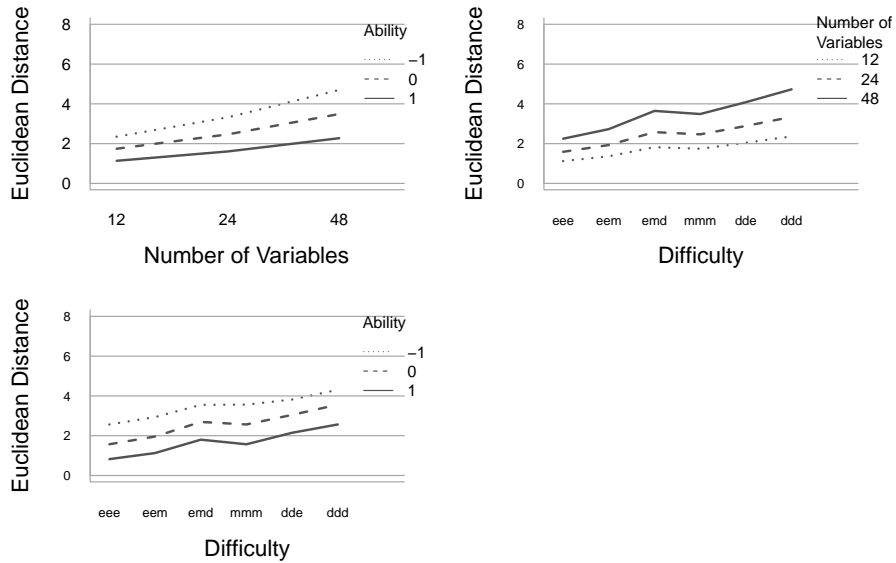 Euclidean Distance
8
6
4
2
0
12 24 48
Number of Variables
Ability
−1
0
1
Euclidean Distance
8
6
4
2
0
eee eem emd mmm dde ddd
Difficulty
Number of
Variables
12
24
48
Euclidean Distance
8
6
4
2
0
eee eem emd mmm dde ddd
Difficulty
Ability
−1
0
1